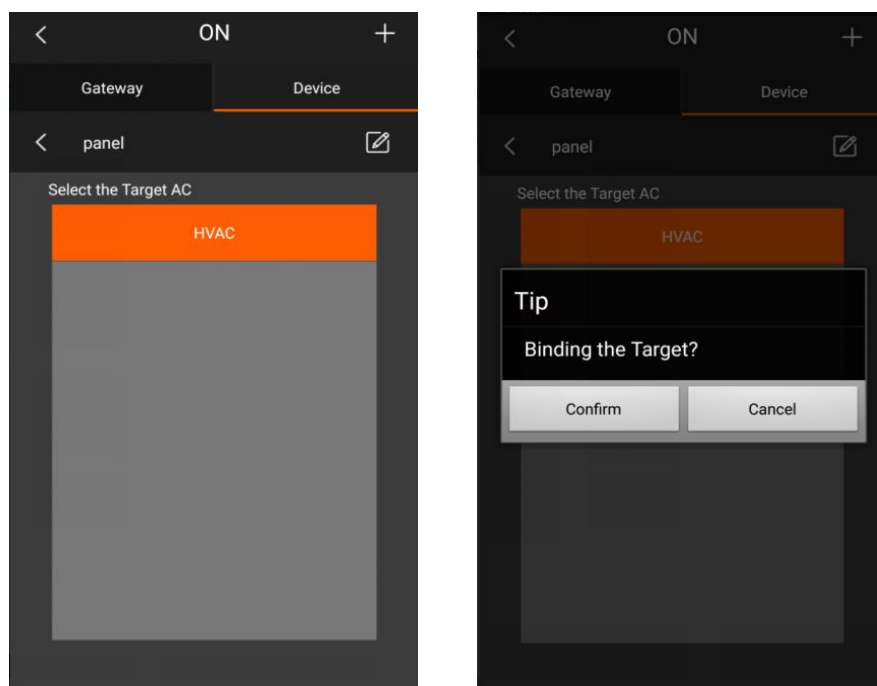 ON
Gateway Device
panel
Select the Target AC
HVAC
ON
Gateway Device
panel
Select the Target AC
HVAC
Tip
Binding the Target?
Confirm Cancel